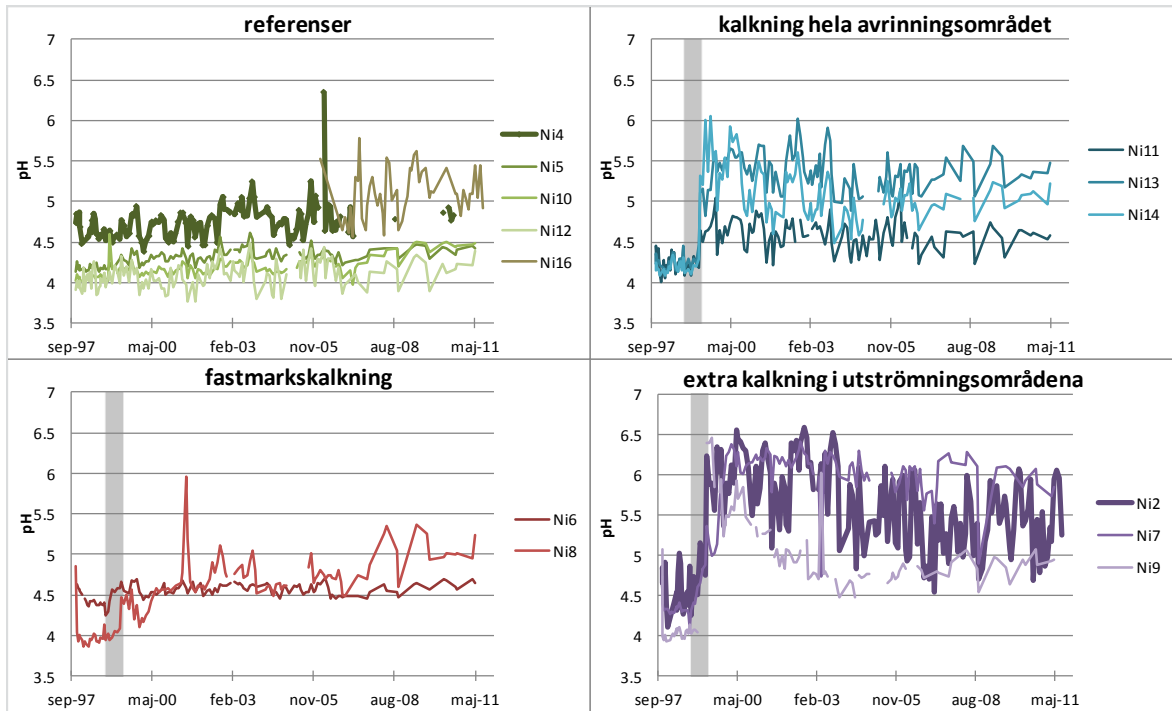 referenser
7
6.5
6
5.5
5
4.5
4
3.5
pH
sep-97 maj-00 feb-03 nov-05 aug-08 maj-11
Ni4
Ni5
Ni10
Ni12
Ni16
kalkning hela avrinningsområdet
7
6.5
6
5.5
5
4.5
4
3.5
pH
sep-97 maj-00 feb-03 nov-05 aug-08 maj-11
Ni11
Ni13
Ni14
fastmarkskalkning
7
6.5
6
5.5
5
4.5
4
3.5
pH
sep-97 maj-00 feb-03 nov-05 aug-08 maj-11
Ni6
Ni8
extra kalkning i utströmningsområdena
7
6.5
6
5.5
5
4.5
4
3.5
pH
sep-97 maj-00 feb-03 nov-05 aug-08 maj-11
Ni2
Ni7
Ni9